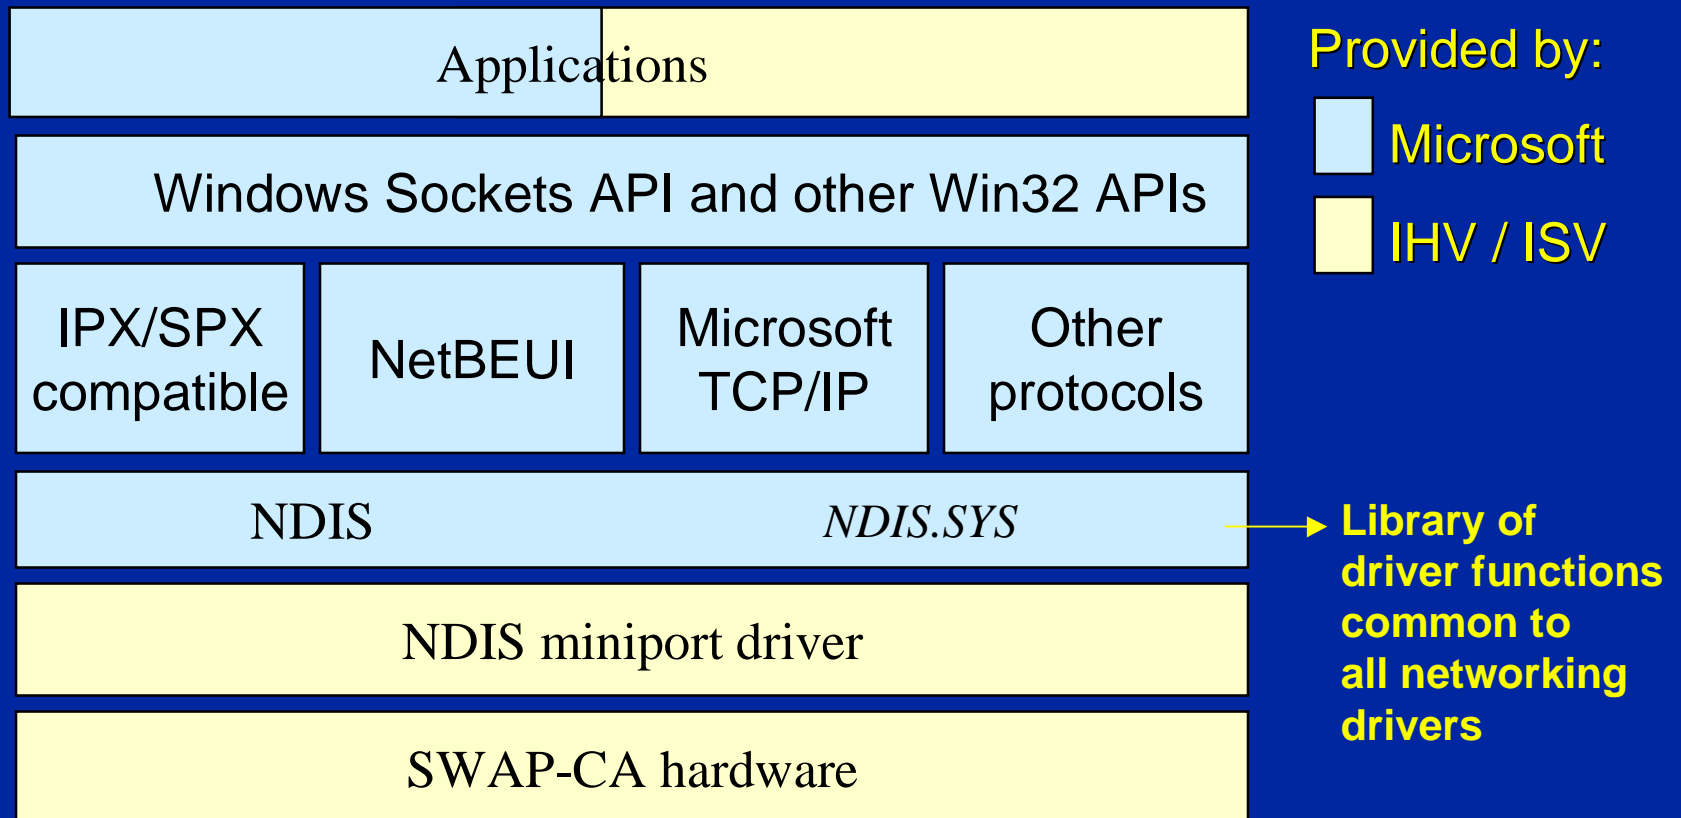 Applications
Provided by:
Microsoft
IHV / ISV
Windows Sockets API and other Win32 APIs
IPX/SPX
compatible
NetBEUI
Microsoft
TCP/IP
Other
protocols
NDIS
NDIS.SYS
Library of
driver functions
common to
all networking
drivers
NDIS miniport driver
SWAP-CA hardware